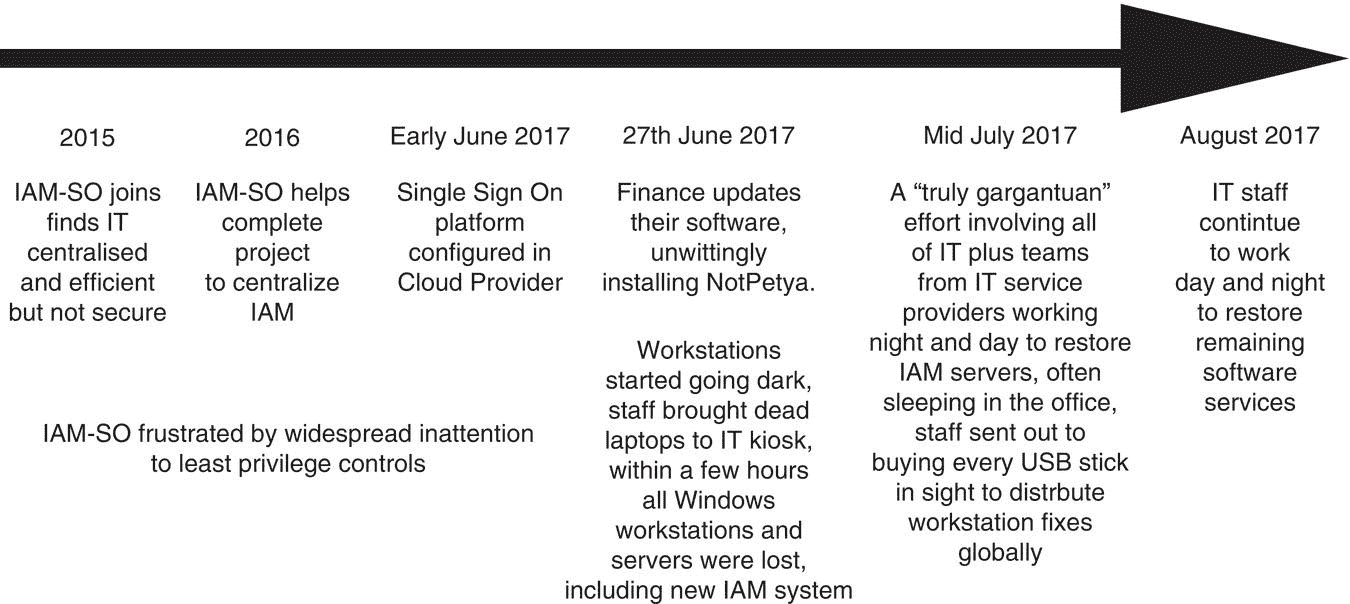 2015
IAM-SO joins
finds IT
centralised
and efficient
but not secure
2016
IAM-SO helps
complete
project
to centralize
IAM
Early June 2017
Single Sign On
platform
configured in
Cloud Provider
IAM-SO frustrated by widespread inattention
to least privilege controls
27th June 2017
Finance updates
their software,
unwittingly
installing NotPetya.
Workstations
started going dark,
staff brought dead
laptops to IT kiosk,
within a few hours
all Windows
workstations and
servers were lost,
including new IAM system
Mid July 2017
A “truly gargantuan”
effort involving all
of IT plus teams
from IT service
providers working
night and day to restore
IAM servers, often
sleeping in the office,
staff sent out to
buying every USB stick
in sight to distrbute
workstation fixes
globally
August 2017
IT staff
contintue
to work
day and night
to restore
remaining
software
services